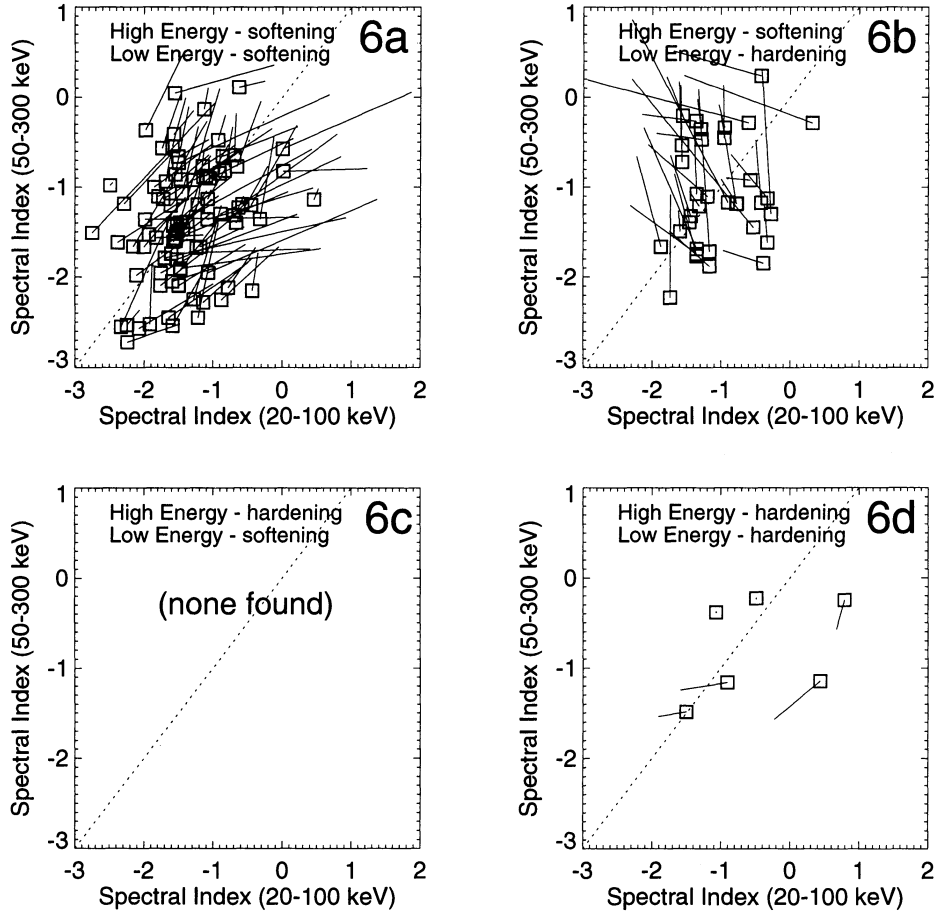 High Energy - softening
Low Energy - softening
6a
1
0
-1
-2
-3
Spectral Index (50-300 keV)
-3 -2 -1 0 1 2
Spectral Index (20-100 keV)
High Energy - softening
Low Energy - hardening
6b
1
0
-1
-2
-3
Spectral Index (50-300 keV)
-3 -2 -1 0 1 2
Spectral Index (20-100 keV)
High Energy - hardening
Low Energy - softening
6c
(none found)
1
0
-1
-2
-3
Spectral Index (50-300 keV)
-3 -2 -1 0 1 2
Spectral Index (20-100 keV)
High Energy - hardening
Low Energy - hardening
6d
1
0
-1
-2
-3
Spectral Index (50-300 keV)
-3 -2 -1 0 1 2
Spectral Index (20-100 keV)